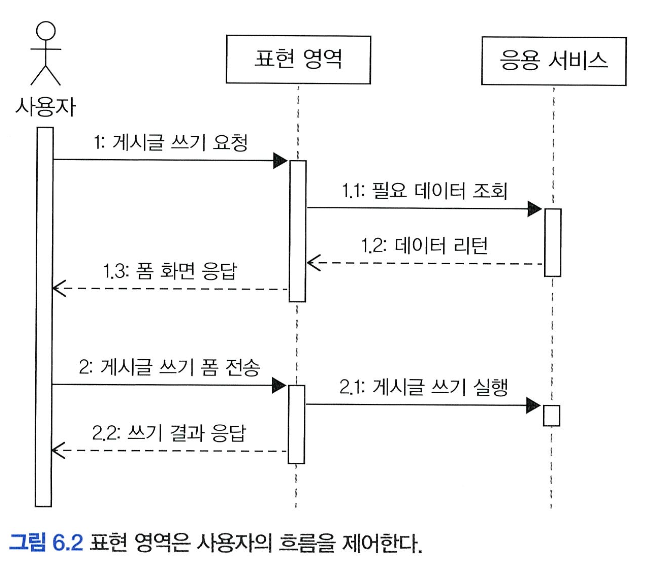 표현 영역
응용 서비스
사용자
1: 게시글 쓰기 요청
1.1: 필요 데이터 조회
1.2: 데이터 리턴
1.3: 폼 화면 응답
2: 게시글 쓰기 폼 전송
2.1: 게시글 쓰기 실행
2.2: 쓰기 결과 응답
그림 6.2 표현 영역은 사용자의 흐름을 제어한다.